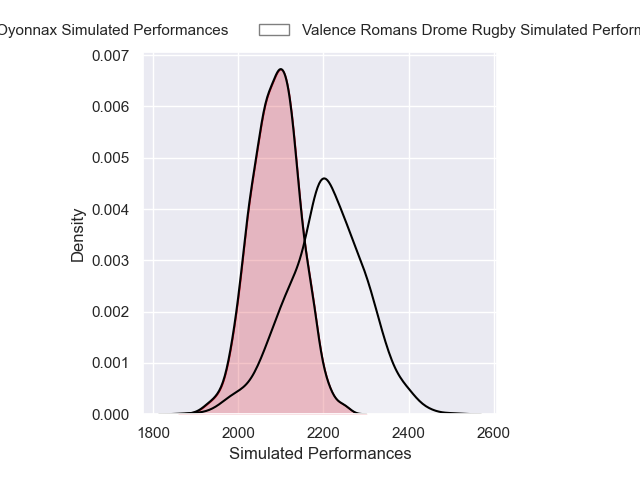 Oyonnax Simulated Performances
Valence Romans Drome Rugby Simulated
0.007
0.006
0.005
0.004
0.003
0.002
0.001
0.000
Density
1800 2000 2200 2400 2600
Simulated Performances